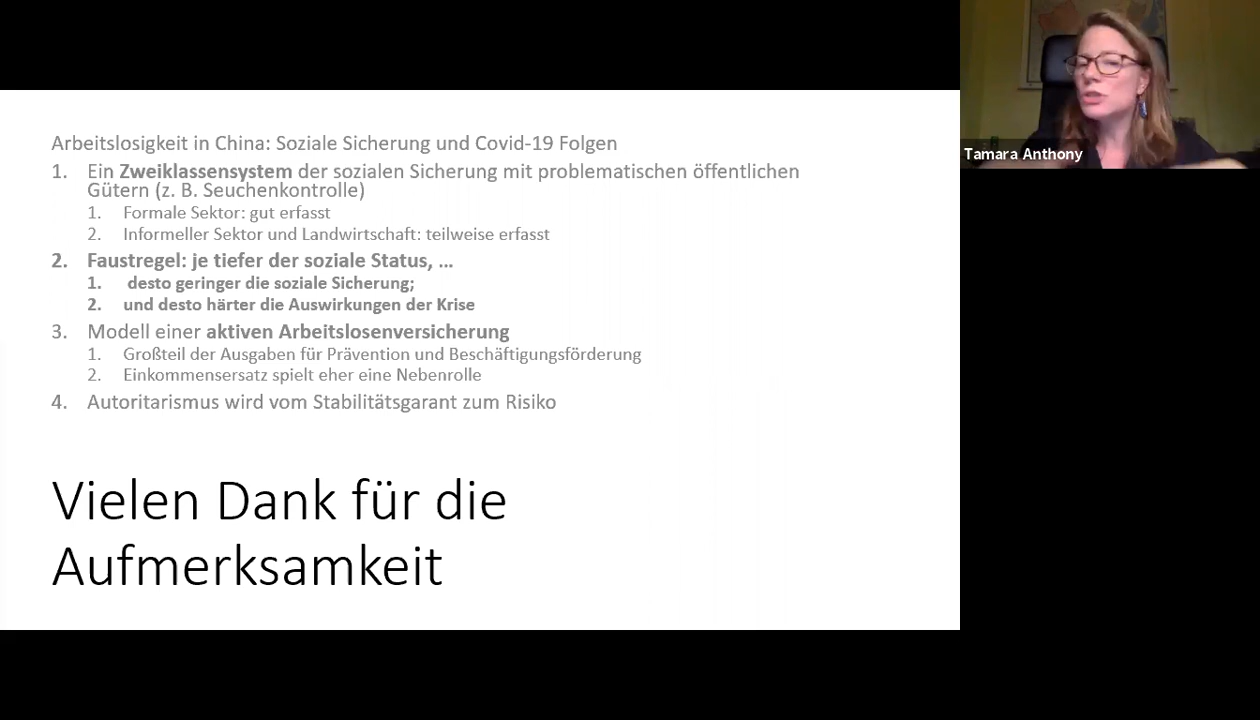 Arbeitslosigkeit in China: Soziale Sicherung und Covid-19 Folgen
1. Ein Zweiklassensystem der sozialen Sicherung mit problematischen öffentlichen
Gütern (z. B. Seuchenkontrolle)
1. Formale Sektor: gut erfasst
2. Informeller Sektor und Landwirtschaft: teilweise erfasst
2. Faustregel: je tiefer der soziale Status, …
1. desto geringer die soziale Sicherung;
2. und desto härter die Auswirkungen der Krise
3. Modell einer aktiven Arbeitslosenversicherung
1. Großteil der Ausgaben für Prävention und Beschäftigungsförderung
2. Einkommensersatz spielt eher eine Nebenrolle
4. Autoritarismus wird vom Stabilitätsgarant zum Risiko
Vielen Dank für die
Aufmerksamkeit
Tamara Anthony